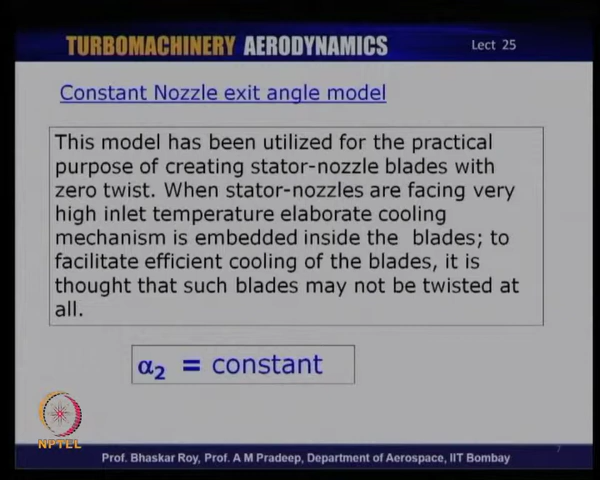 TURBOMACHINERY AERODYNAMICS
Lect 25
Constant Nozzle exit angle model
This model has been utilized for the practical
purpose of creating stator-nozzle blades with
zero twist. When stator-nozzles are facing very
high inlet temperature elaborate cooling
mechanism is embedded inside the blades; to
facilitate efficient cooling of the blades, it is
thought that such blades may not be twisted at
all.
α₂ = constant
NPTEL
7
Prof. Bhaskar Roy, Prof. A M Pradeep, Department of Aerospace, IIT Bombay